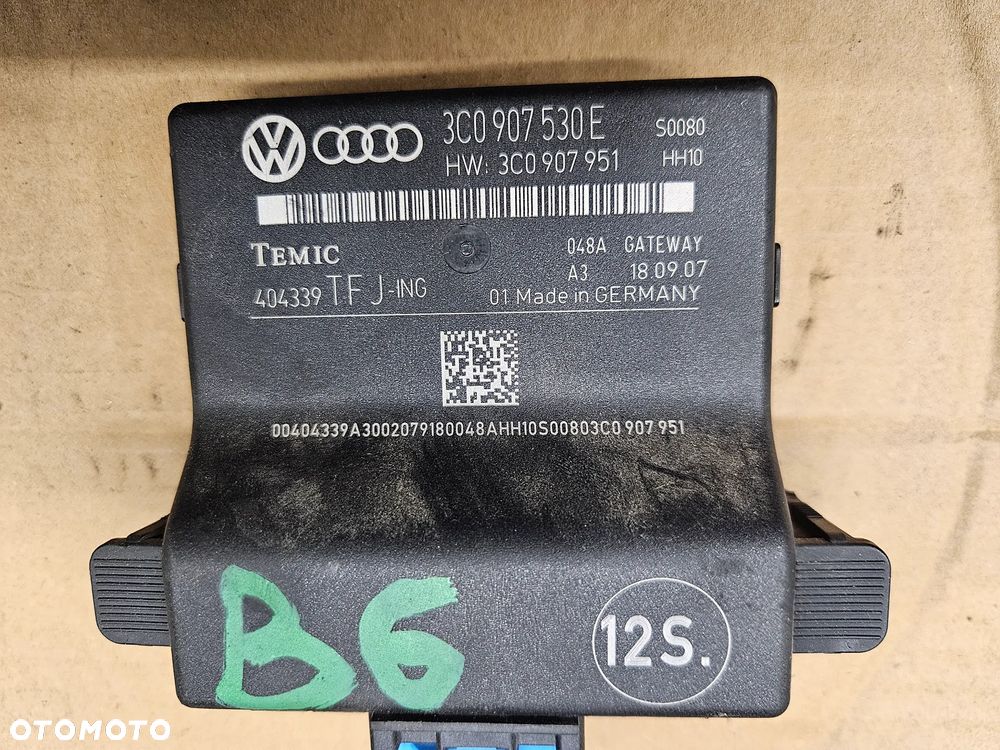 3C0 907 530 E S0080
HW: 3C0 907 951 HH10
TEMIC 048A GATEWAY
A3 18.09.07
404339 TFJ-ING 01 Made in GERMANY
00404339A3002079180048AHH10S00803C0 907 951
B6
12S.
OTOMOTO